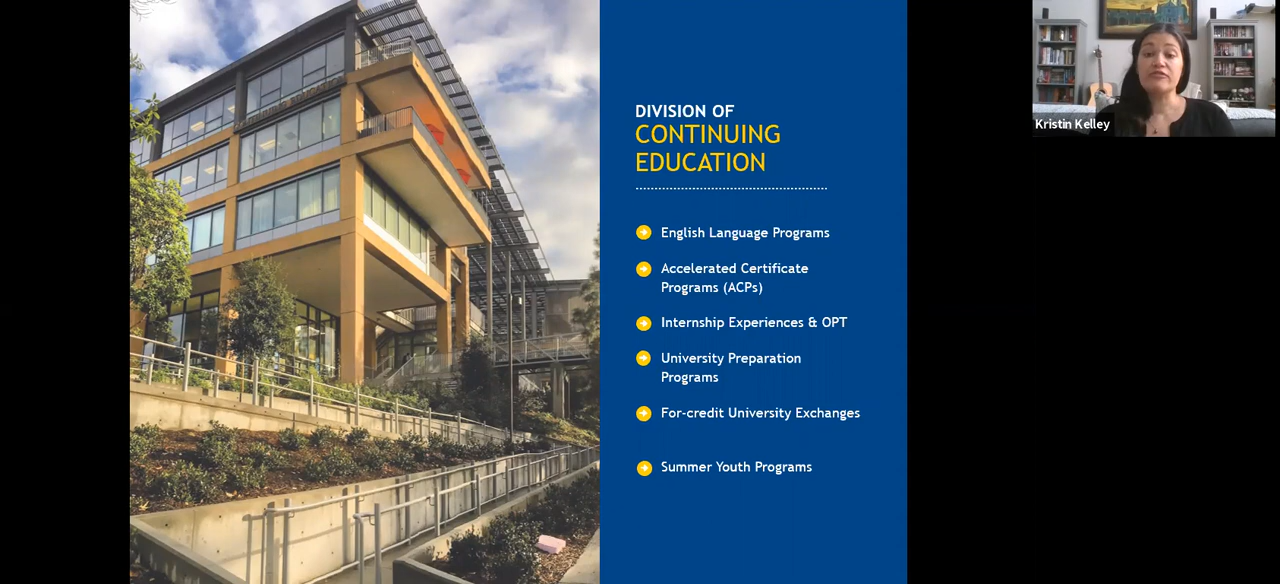 DIVISION OF
CONTINUING
EDUCATION
English Language Programs
Accelerated Certificate
Programs (ACPs)
Internship Experiences & OPT
University Preparation
Programs
For-credit University Exchanges
Summer Youth Programs
Kristin Kelley